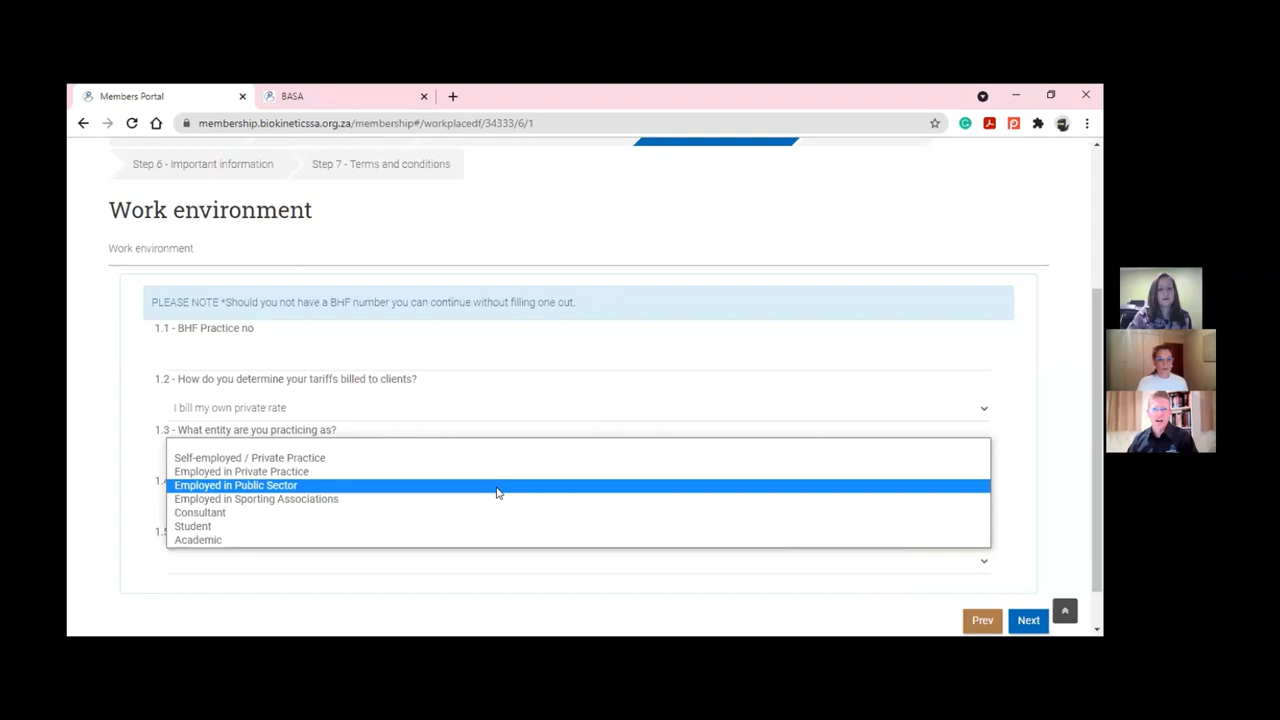 Members Portal
BASA
membership.biokineticssa.org.za/membership#/workplacedf/34333/6/1
Step 6 - Important information
Step 7 - Terms and conditions
Work environment
Work environment
PLEASE NOTE *Should you not have a BHF number you can continue without filling one out.
1.1 - BHF Practice no
1.2 - How do you determine your tariffs billed to clients?
I bill my own private rate
1.3 - What entity are you practicing as?
Self-employed / Private Practice
Employed in Private Practice
Employed in Public Sector
Employed in Sporting Associations
Consultant
Student
Academic
Prev
Next